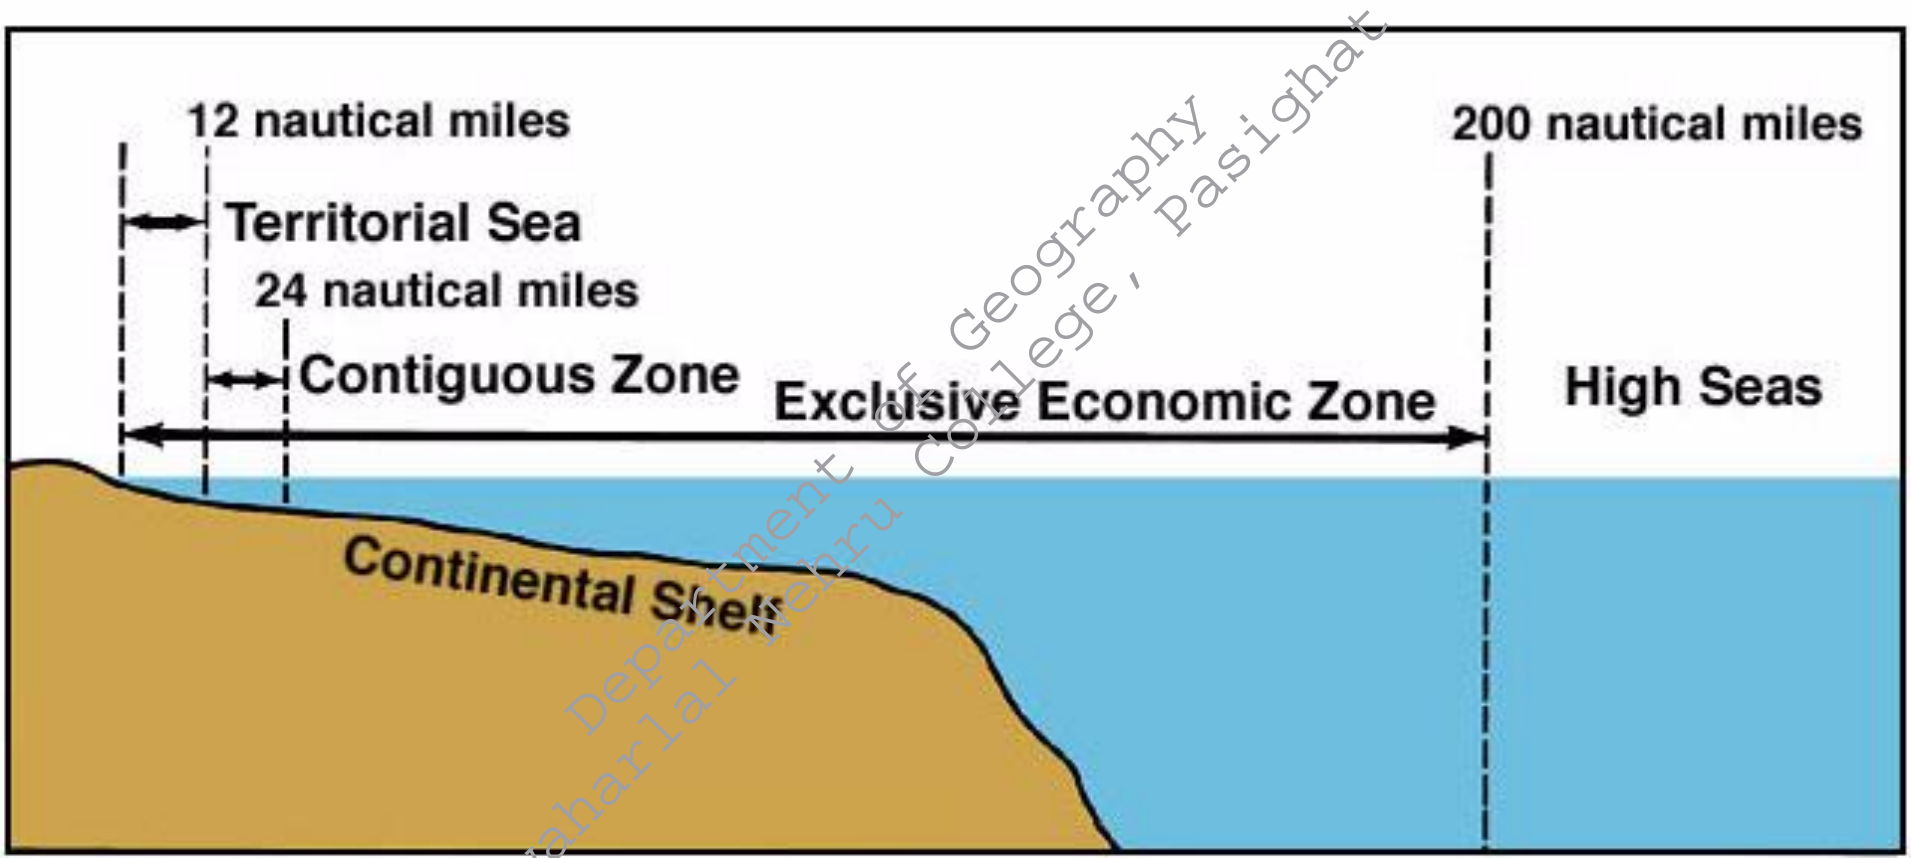 12 nautical miles
200 nautical miles
Territorial Sea
24 nautical miles
Contiguous Zone
Exclusive Economic Zone
High Seas
Continental Shelf
Department of Geography
Nehru College, Pasighat